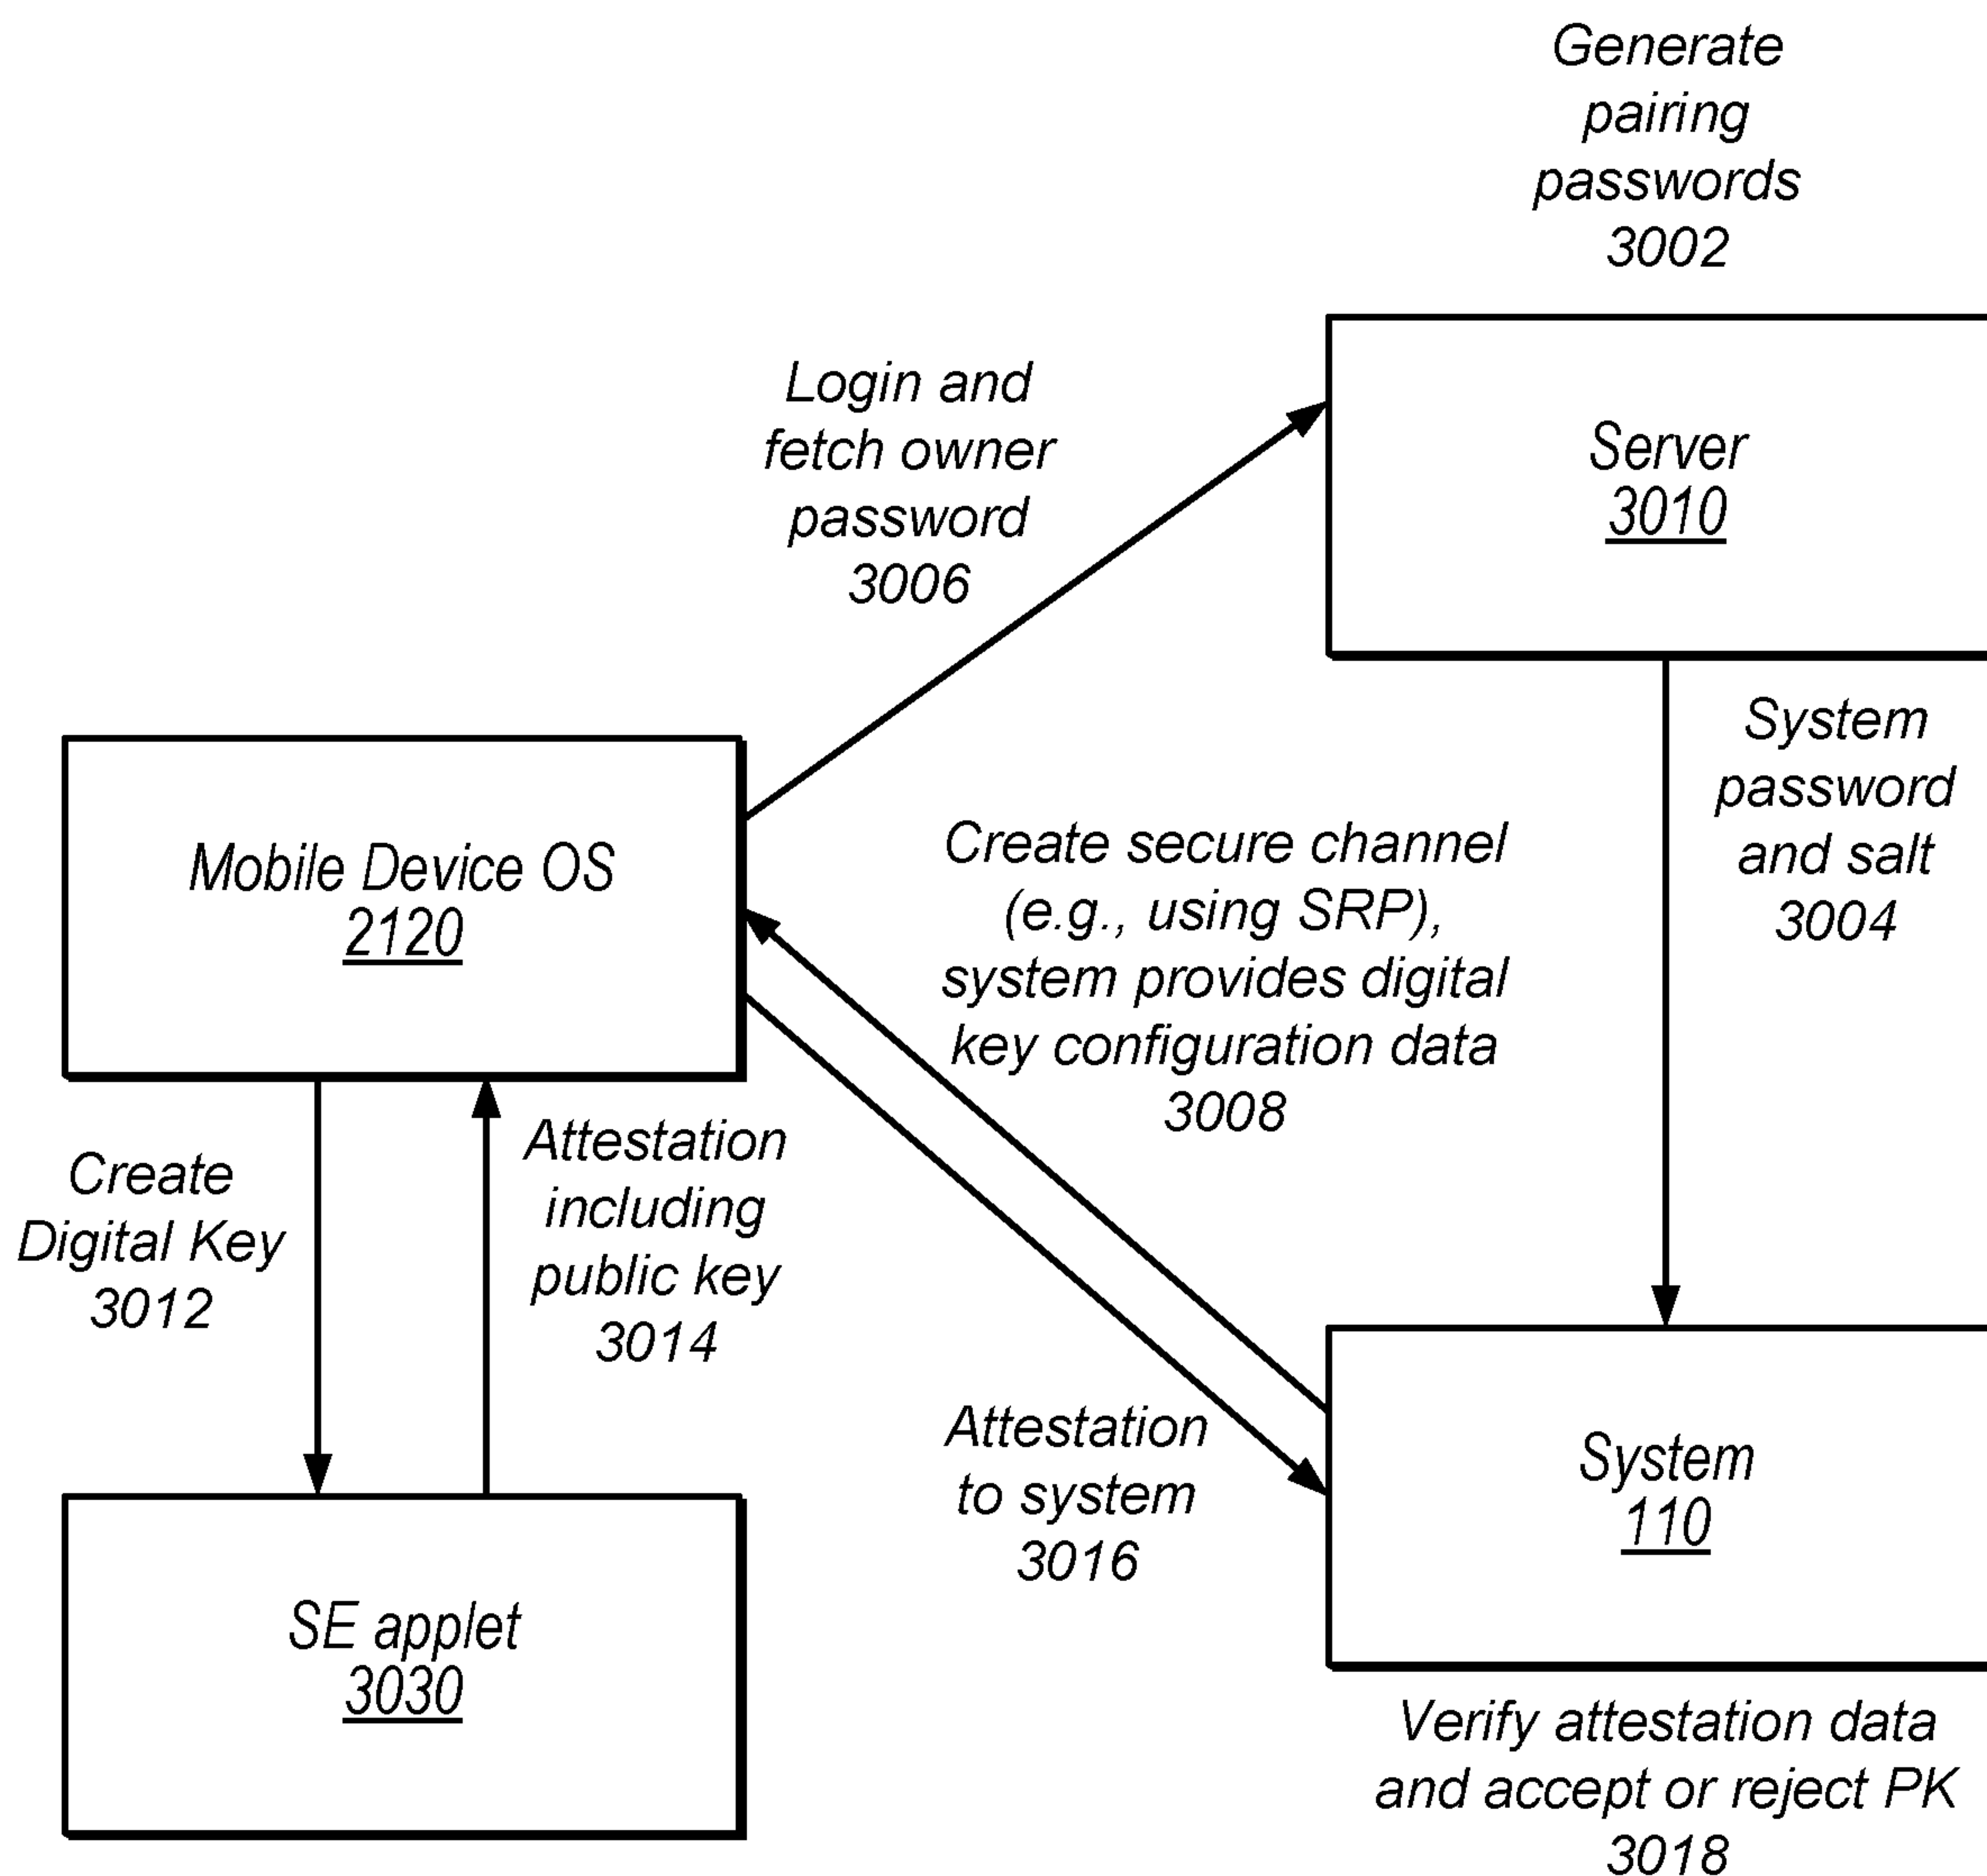 Generate
pairing
passwords
3002
Login and
fetch owner
password
3006
Server
3010
System
password
and salt
3004
Mobile Device OS
2120
Create secure channel
(e.g., using SRP),
system provides digital
key configuration data
3008
Create
Digital Key
3012
Attestation
including
public key
3014
Attestation
to system
3016
System
110
SE applet
3030
Verify attestation data
and accept or reject PK
3018